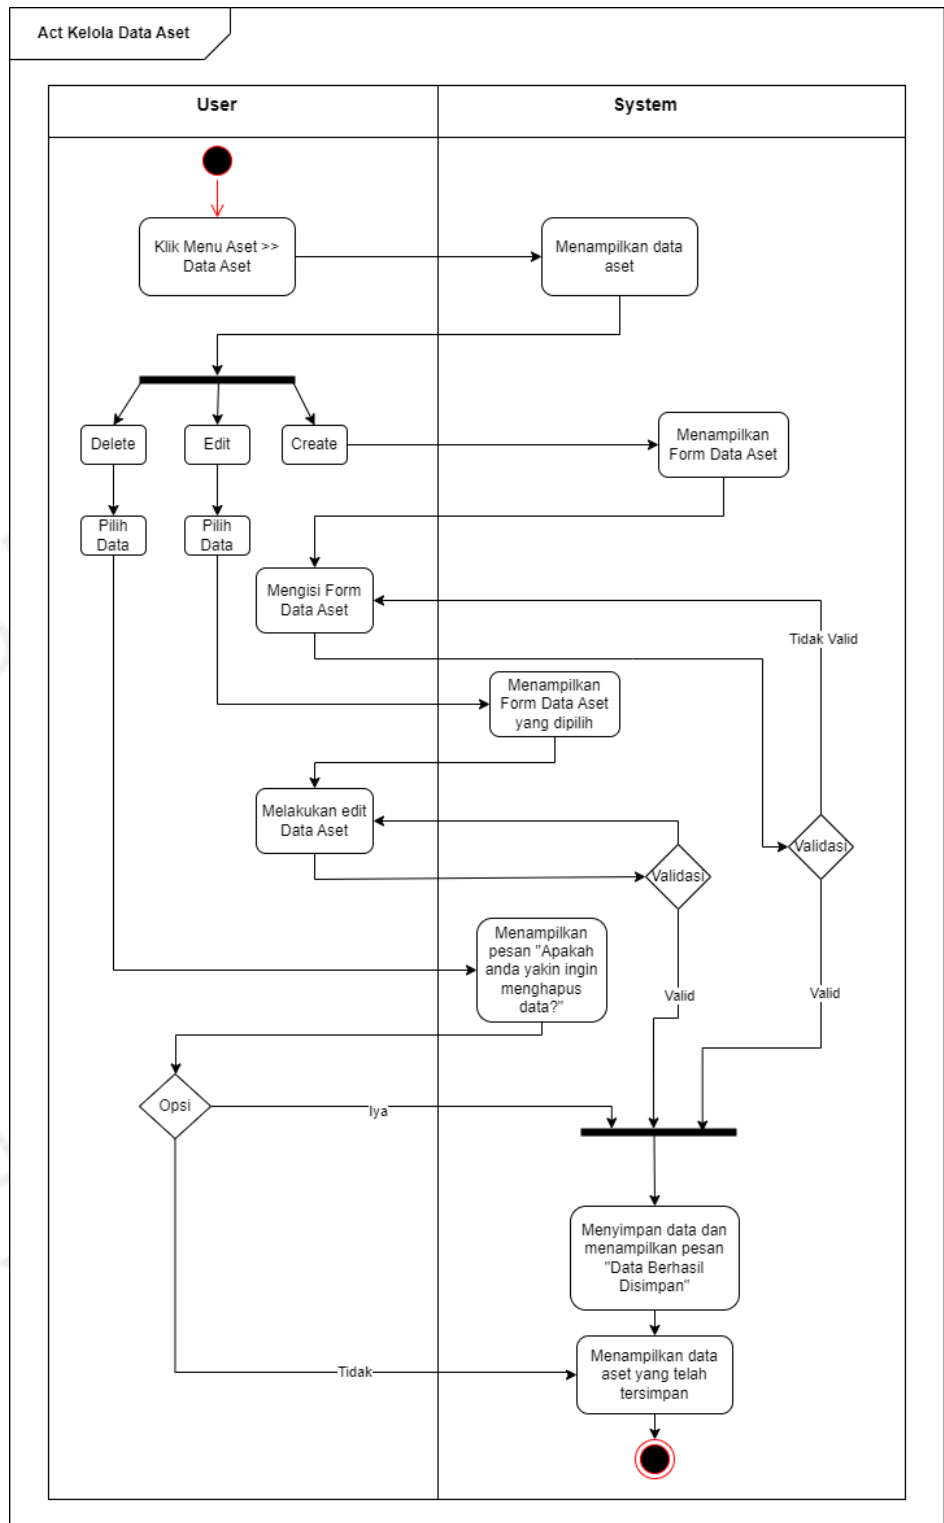 Act Kelola Data Aset
User
System
Klik Menu Aset >>
Data Aset
Menampilkan data
aset
Delete
Edit
Create
Menampilkan
Form Data Aset
Pilih
Data
Pilih
Data
Mengisi Form
Data Aset
Tidak Valid
Menampilkan
Form Data Aset
yang dipilih
Melakukan edit
Data Aset
Validasi
Validasi
Menampilkan
pesan "Apakah
anda yakin ingin
menghapus
data?"
Valid
Valid
Opsi
Iya
Menyimpan data dan
menampilkan pesan
"Data Berhasil
Disimpan"
Tidak
Menampilkan data
aset yang telah
tersimpan